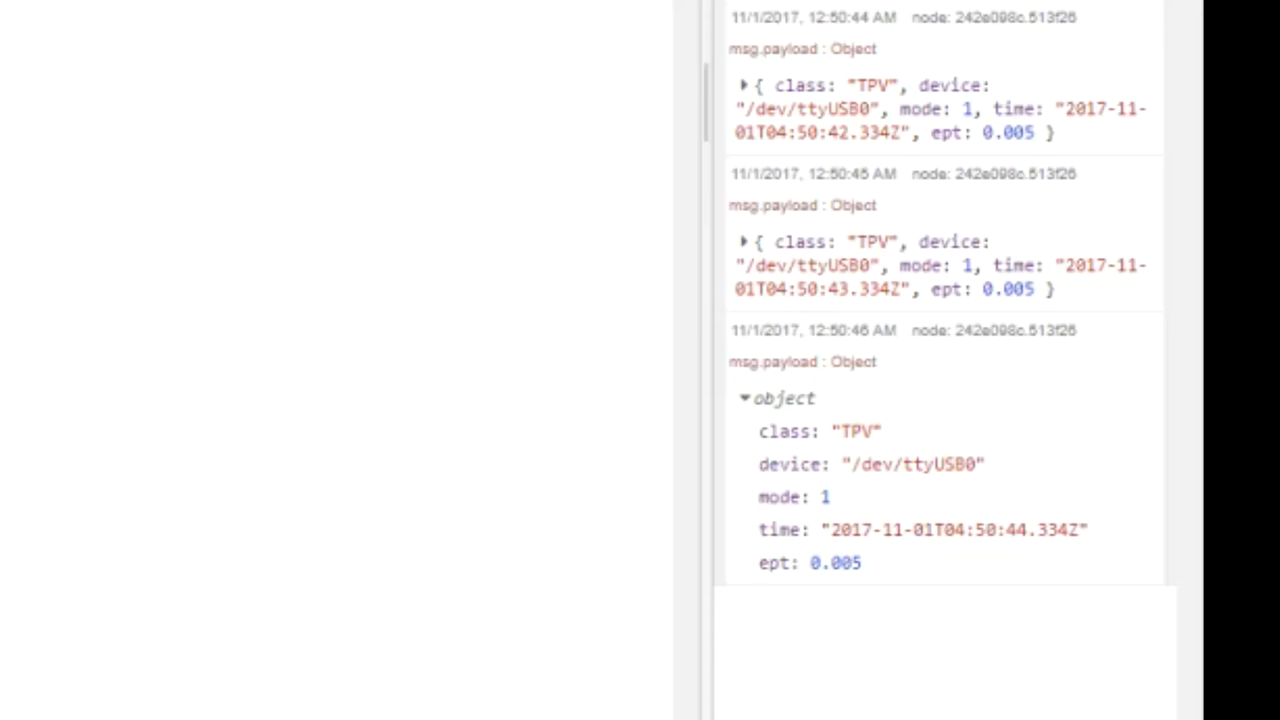 11/1/2017, 12:50:44 AM node: 242e098c.513f26
msg.payload : Object
{ class: "TPV", device:
"/dev/ttyUSB0", mode: 1, time: "2017-11-
01T04:50:42.334Z", ept: 0.005 }
11/1/2017, 12:50:45 AM node: 242e098c.513f26
msg.payload : Object
{ class: "TPV", device:
"/dev/ttyUSB0", mode: 1, time: "2017-11-
01T04:50:43.334Z", ept: 0.005 }
11/1/2017, 12:50:46 AM node: 242e098c.513f26
msg.payload : Object
object
class: "TPV"
device: "/dev/ttyUSB0"
mode: 1
time: "2017-11-01T04:50:44.334Z"
ept: 0.005